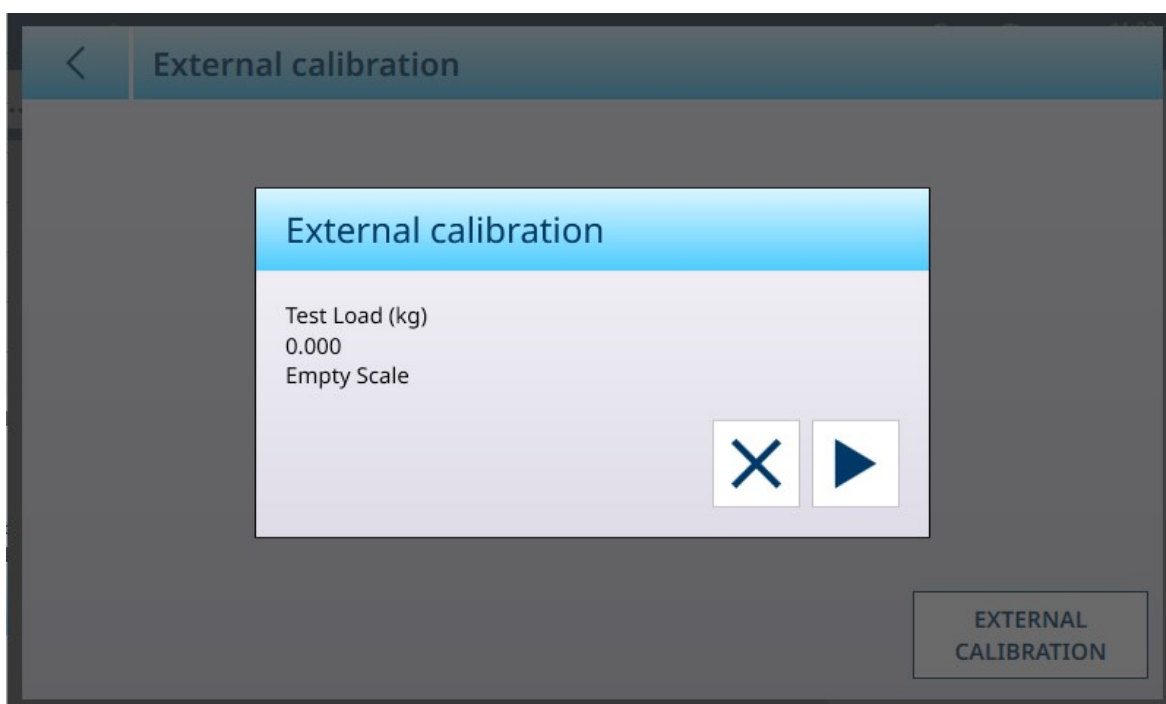 External calibration
External calibration
Test Load (kg)
0.000
Empty Scale
EXTERNAL
CALIBRATION